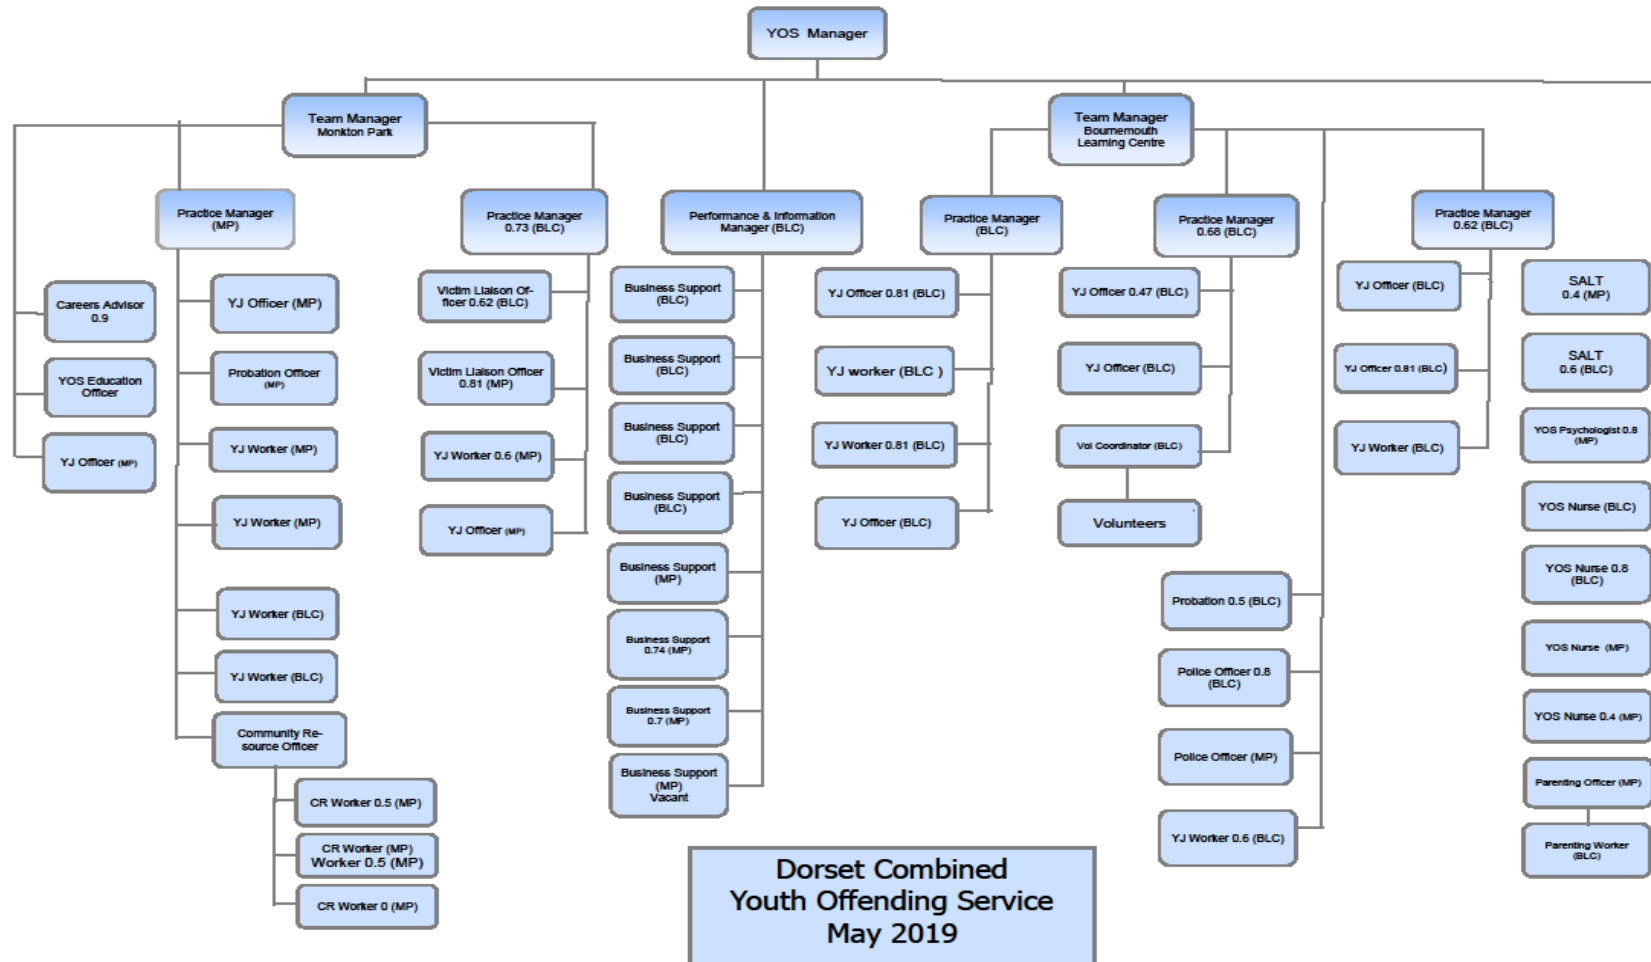 YOS Manager
Team Manager
Monkton Park
Team Manager
Bournemouth
Learning Centre
Practice Manager
(MP)
Practice Manager
0.73 (BLC)
Performance & Information
Manager (BLC)
Practice Manager
(BLC)
Practice Manager
0.68 (BLC)
Practice Manager
0.62 (BLC)
Careers Advisor
0.9
YOS Education
Officer
YJ Officer (MP)
YJ Officer (MP)
Probation Officer
(MP)
YJ Worker (MP)
YJ Worker (MP)
YJ Worker (BLC)
YJ Worker (BLC)
Community Re-
source Officer
CR Worker 0.5 (MP)
CR Worker (MP)
Worker 0.5 (MP)
CR Worker 0 (MP)
Victim Liaison Of-
ficer 0.62 (BLC)
Victim Liaison Officer
0.81 (MP)
YJ Worker 0.6 (MP)
YJ Officer (MP)
Business Support
(BLC)
Business Support
(BLC)
Business Support
(BLC)
Business Support
(BLC)
Business Support
(MP)
Business Support
0.74 (MP)
Business Support
0.7 (MP)
Business Support
(MP)
Vacant
YJ Officer 0.81 (BLC)
YJ worker (BLC )
YJ Worker 0.81 (BLC)
YJ Officer (BLC)
YJ Officer 0.47 (BLC)
YJ Officer (BLC)
Vol Coordinator (BLC)
Volunteers
Probation 0.5 (BLC)
Police Officer 0.8
(BLC)
Police Officer (MP)
YJ Worker 0.6 (BLC)
YJ Officer (BLC)
YJ Officer 0.81 (BLC)
YJ Worker (BLC)
SALT
0.4 (MP)
SALT
0.6 (BLC)
YOS Psychologist 0.8
(MP)
YOS Nurse (BLC)
YOS Nurse 0.8
(BLC)
YOS Nurse (MP)
YOS Nurse 0.4 (MP)
Parenting Officer (MP)
Parenting Worker
(BLC)
Dorset Combined
Youth Offending Service
May 2019